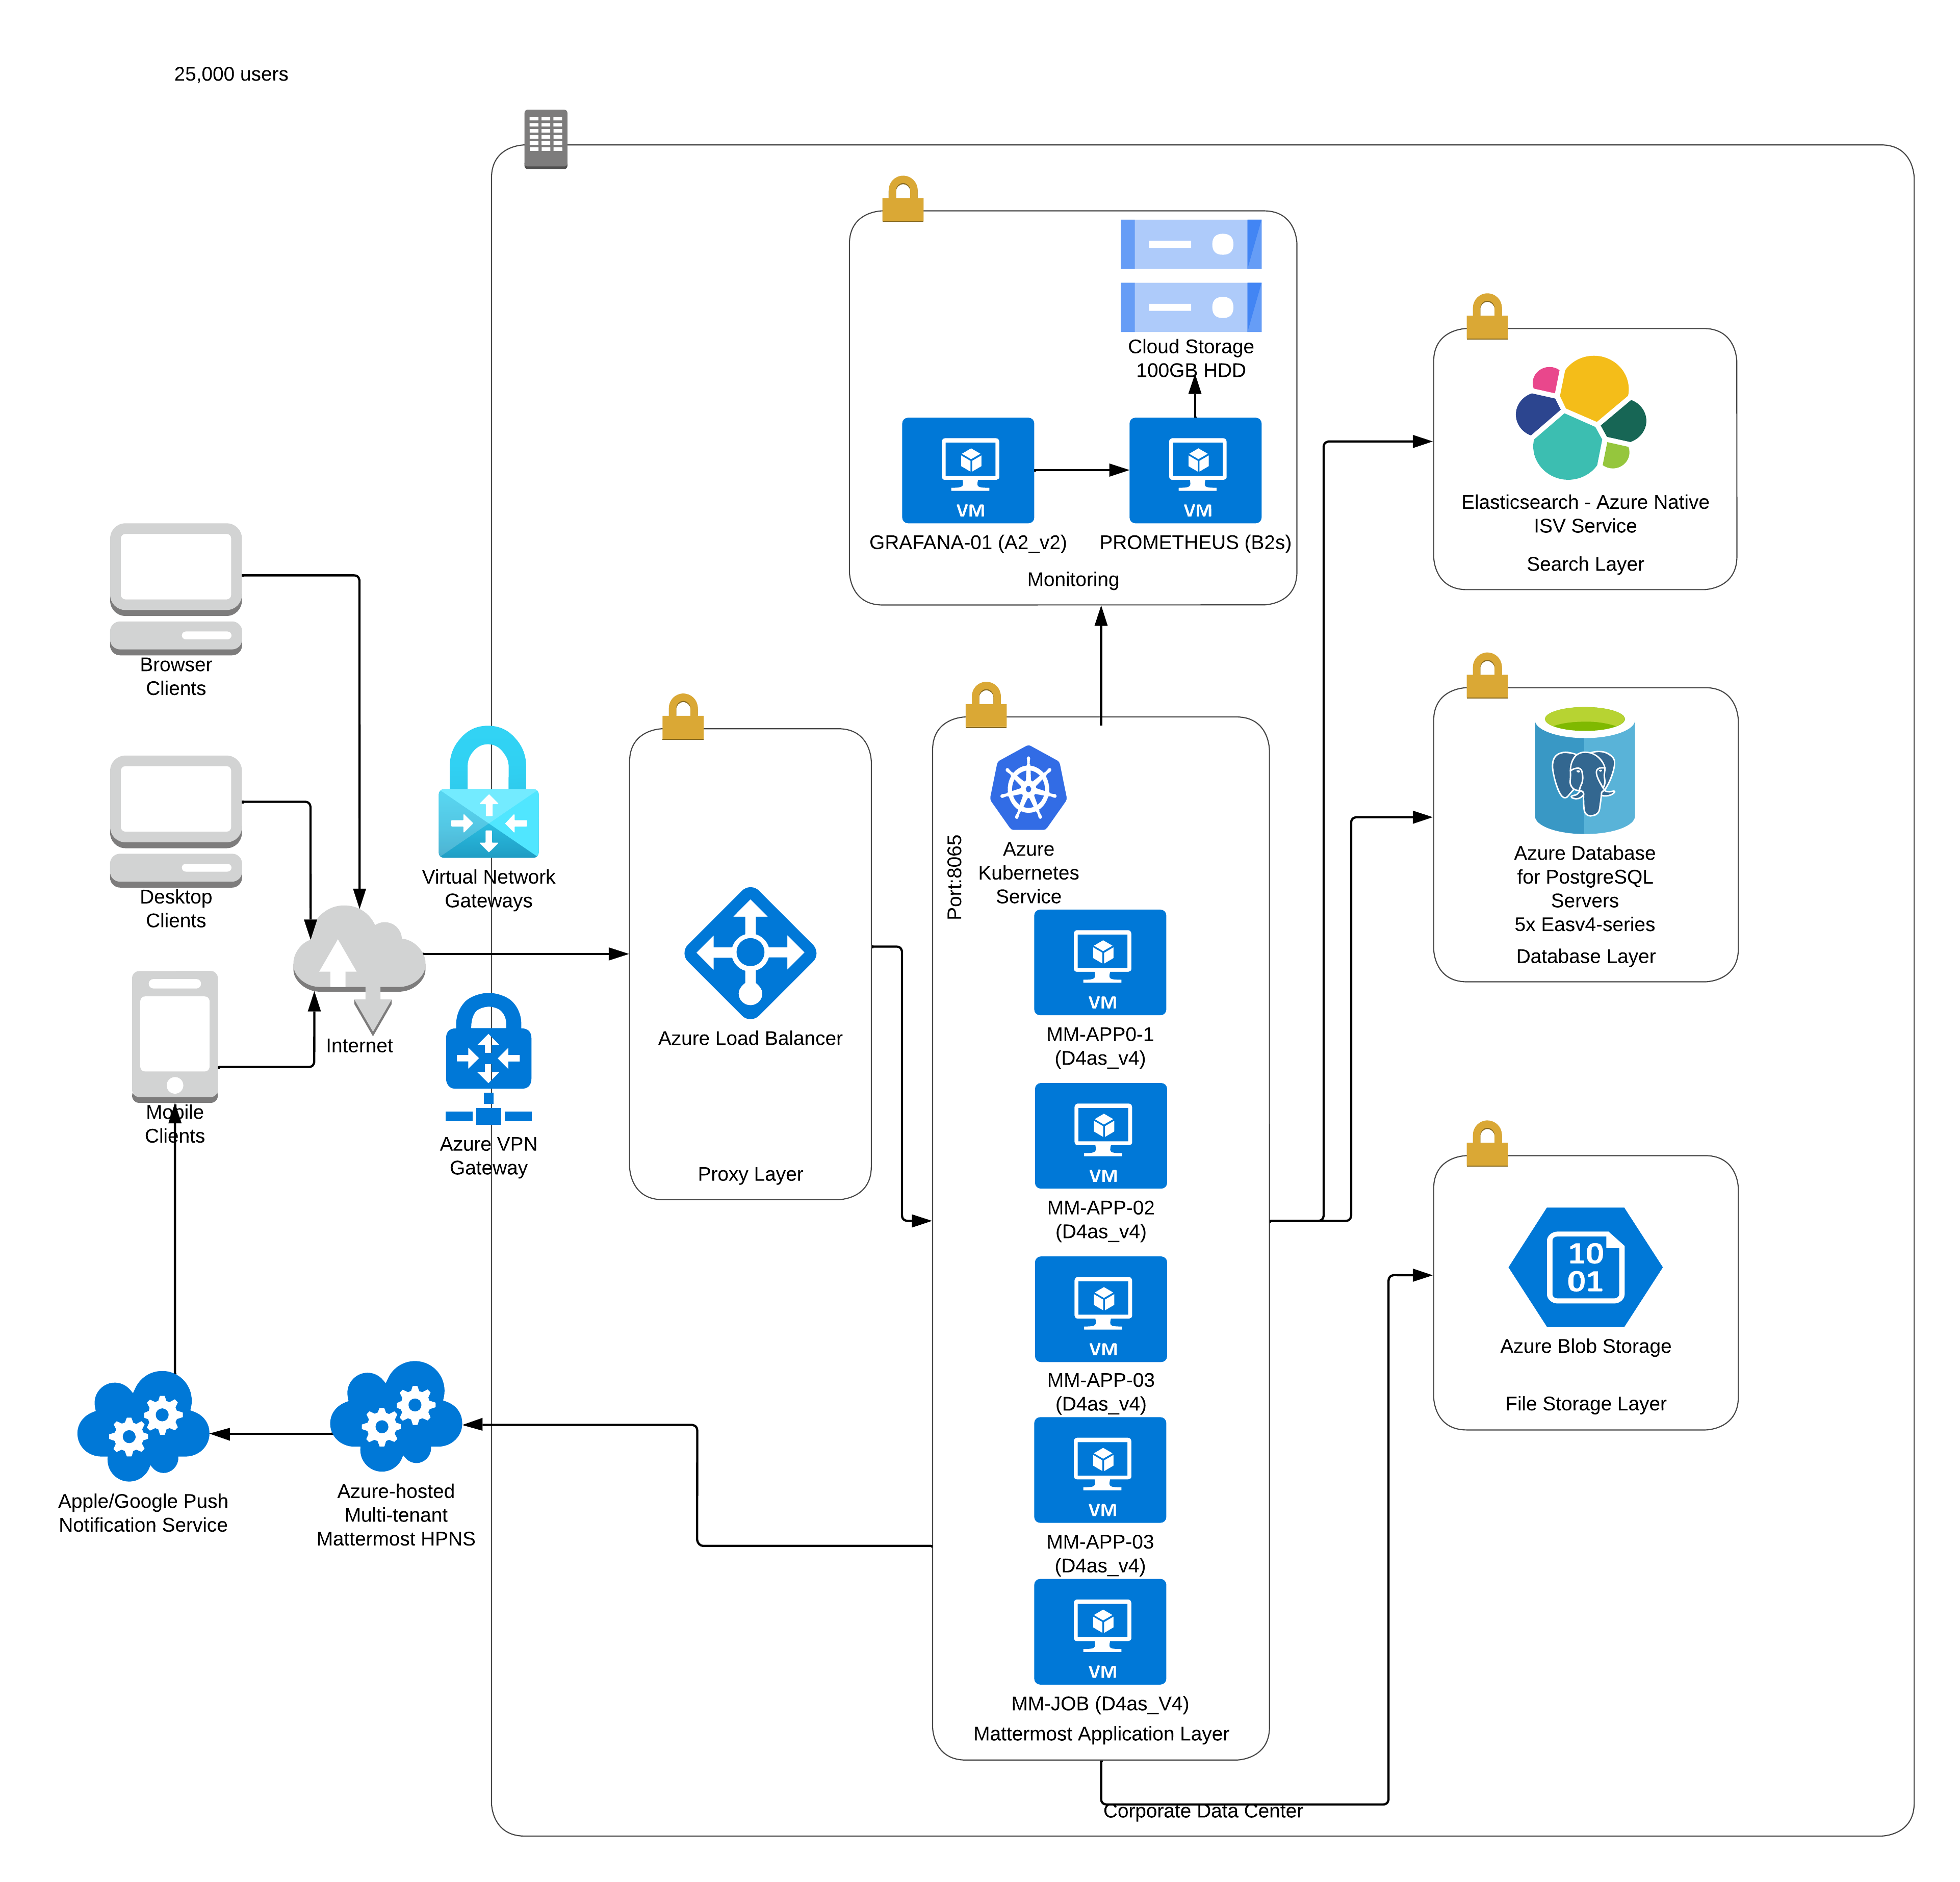 25,000 users
Cloud Storage
100GB HDD
VM
VM
GRAFANA-01 (A2_v2)
PROMETHEUS (B2s)
Monitoring
Elasticsearch - Azure Native
ISV Service
Search Layer
Browser
Clients
Desktop
Clients
Mobile
Clients
Internet
Virtual Network
Gateways
Azure VPN
Gateway
Azure Load Balancer
Proxy Layer
Port:8065
Azure
Kubernetes
Service
VM
MM-APP0-1
(D4as_v4)
VM
MM-APP-02
(D4as_v4)
VM
MM-APP-03
(D4as_v4)
VM
MM-APP-03
(D4as_v4)
VM
MM-JOB (D4as_V4)
Mattermost Application Layer
Azure Database
for PostgreSQL
Servers
5x Easv4-series
Database Layer
10
01
Azure Blob Storage
File Storage Layer
Apple/Google Push
Notification Service
Azure-hosted
Multi-tenant
Mattermost HPNS
Corporate Data Center